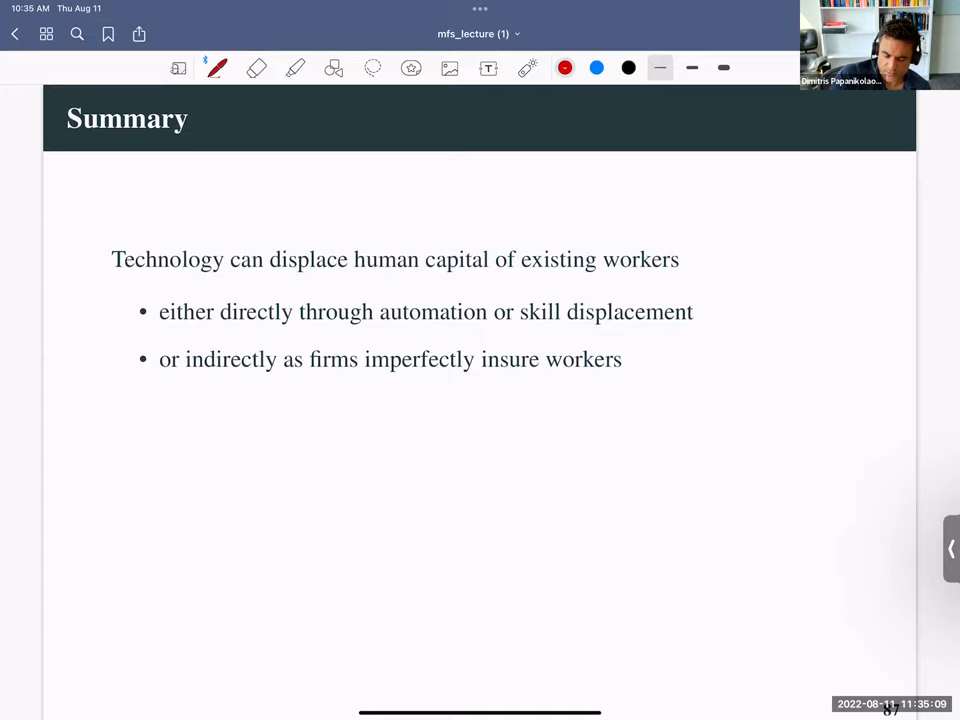 10:35 AM Thu Aug 11
mfs_lecture (1)
Dimitris Papanikolao...
Summary
Technology can displace human capital of existing workers
• either directly through automation or skill displacement
• or indirectly as firms imperfectly insure workers
2022-08-11 11:35:09
87